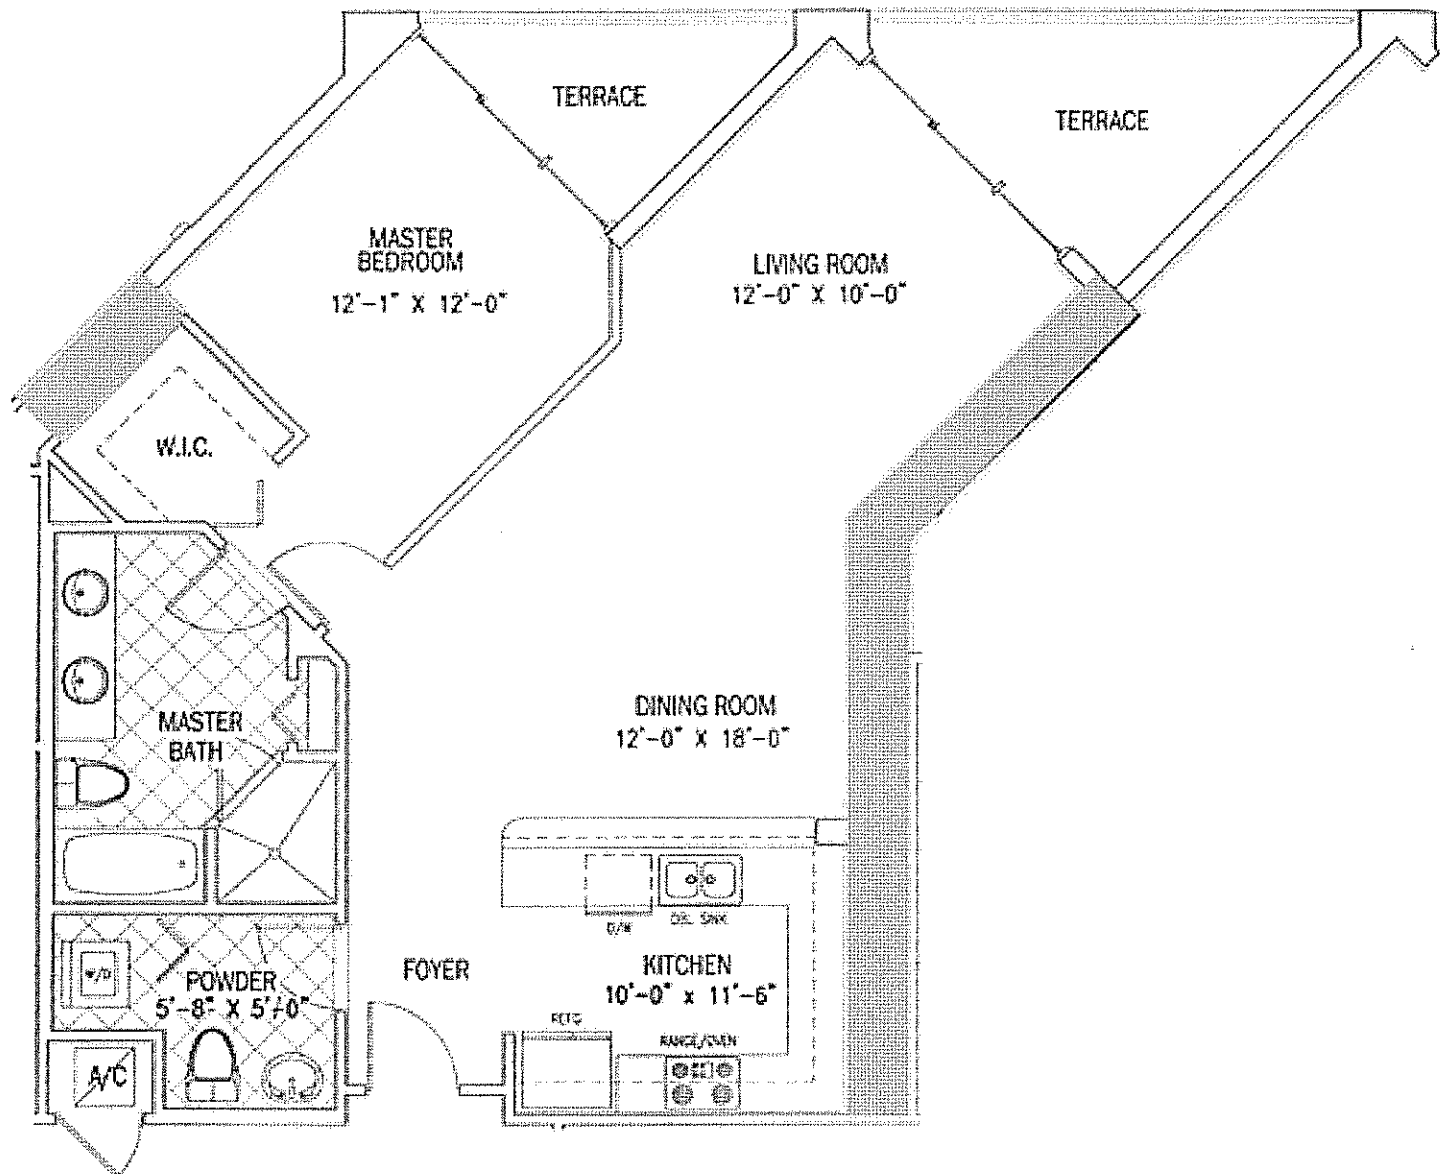 TERRACE
TERRACE
MASTER
BEDROOM
12'-1" X 12'-0"
LIVING ROOM
12'-0" X 10'-0"
W.I.C.
DINING ROOM
12'-0" X 18'-0"
MASTER
BATH
D/W
DBL SINK
W/D
POWDER
5'-8" X 5'-0"
FOYER
KITCHEN
10'-0" x 11'-6"
RANGE/OVEN
A/C